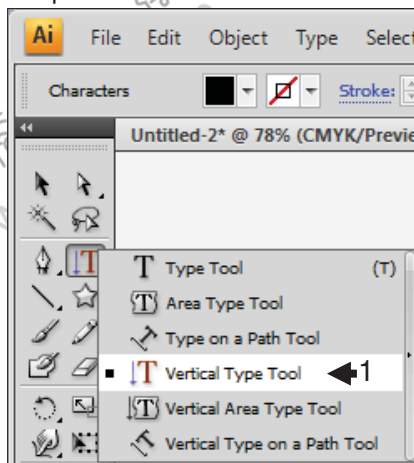 Ai File Edit Object Type Select
Characters Stroke:
Untitled-2* @ 78% (CMYK/Previe
T Type Tool (T)
T Area Type Tool
Type on a Path Tool
T Vertical Type Tool 1
T Vertical Area Type Tool
Vertical Type on a Path Tool